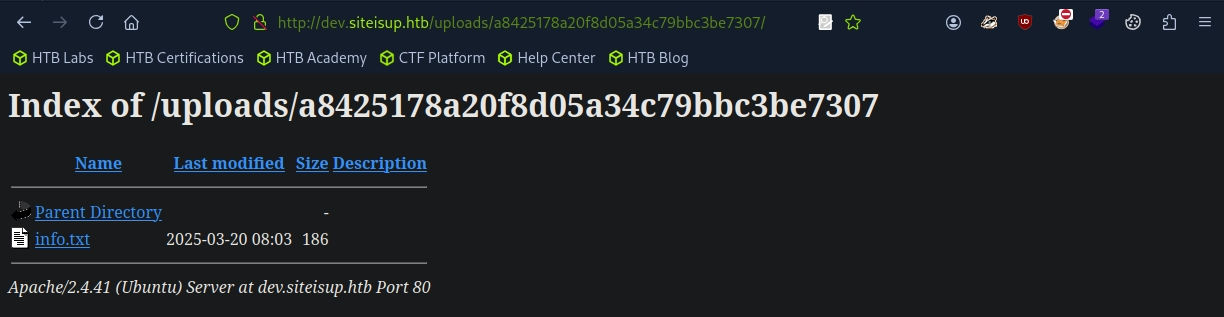 http://dev.siteisup.htb/uploads/a8425178a20f8d05a34c79bbc3be7307/
2
HTB Labs HTB Certifications HTB Academy CTF Platform Help Center HTB Blog
Index of /uploads/a8425178a20f8d05a34c79bbc3be7307
Name Last modified Size Description
Parent Directory -
info.txt 2025-03-20 08:03 186
Apache/2.4.41 (Ubuntu) Server at dev.siteisup.htb Port 80